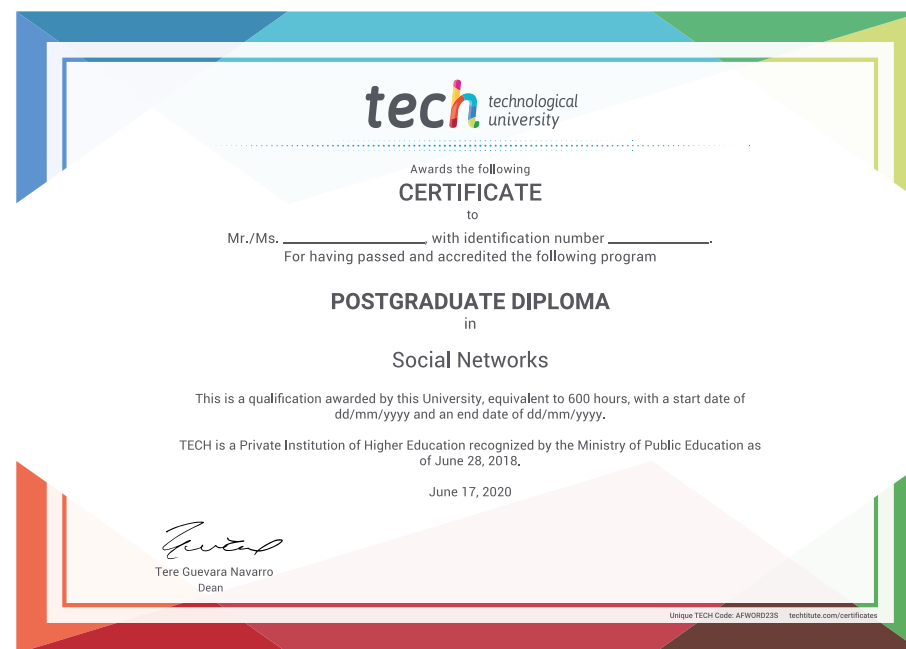 tech technological
university
Awards the following
CERTIFICATE
to
Mr./Ms. ____________________, with identification number ______________.
For having passed and accredited the following program
POSTGRADUATE DIPLOMA
in
Social Networks
This is a qualification awarded by this University, equivalent to 600 hours, with a start date of
dd/mm/yyyy and an end date of dd/mm/yyyy.
TECH is a Private Institution of Higher Education recognized by the Ministry of Public Education as
of June 28, 2018.
June 17, 2020
Tere Guevara Navarro
Dean
Unique TECH Code: AFWORD23S techtitute.com/certificates